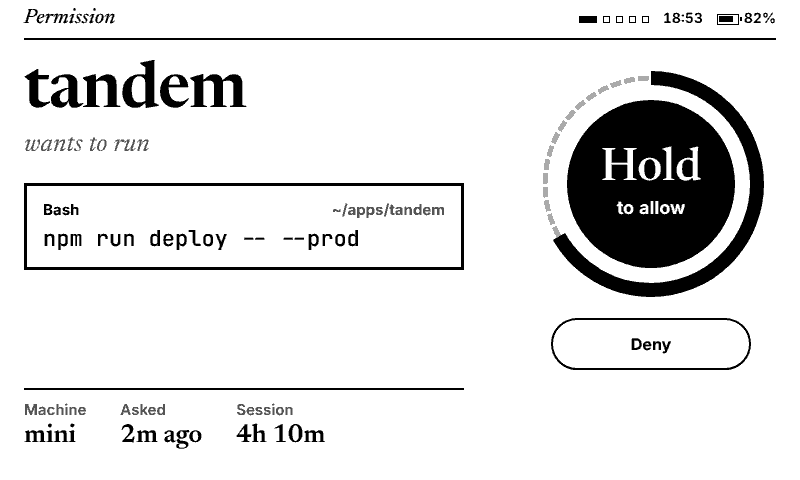 Permission
18:53 82%
tandem
wants to run
Bash ~/apps/tandem
npm run deploy -- --prod
Hold
to allow
Deny
Machine Asked Session
mini 2m ago 4h 10m